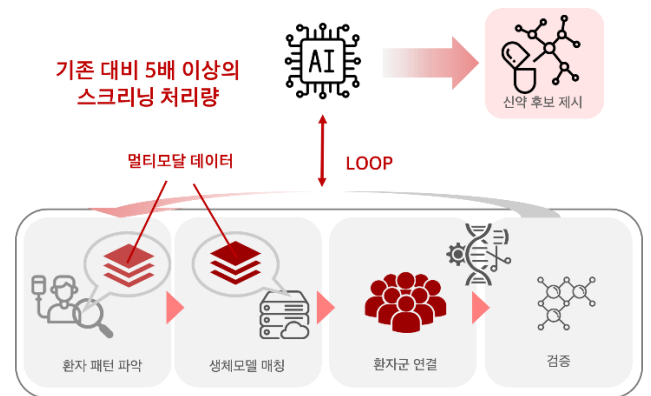 기존 대비 5배 이상의
스크리닝 처리량
AI
신약 후보 제시
멀티모달 데이터
LOOP
환자 패턴 파악
생체모델 매칭
환자군 연결
검증